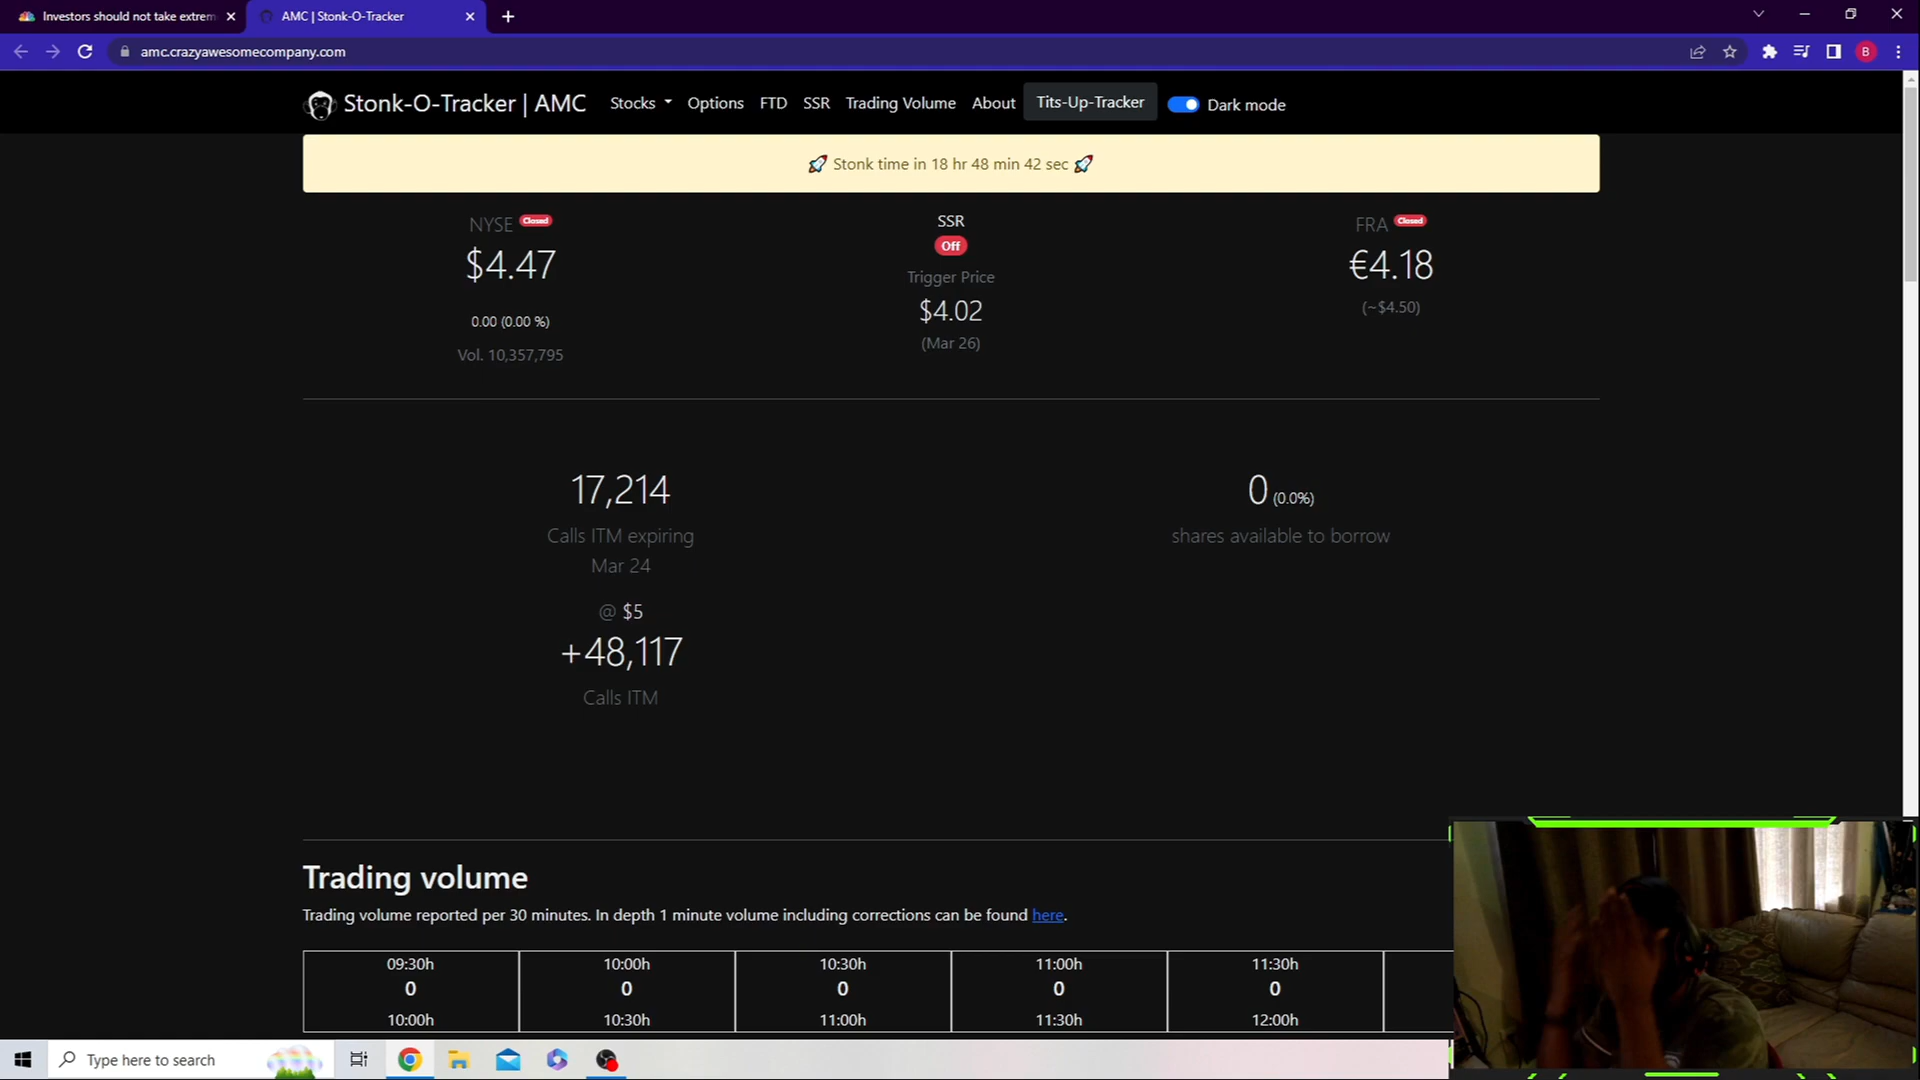 Investors should not take extrem
AMC | Stonk-O-Tracker
amc.crazyawesomecompany.com
B
Stonk-O-Tracker | AMC
Stocks
Options
FTD
SSR
Trading Volume
About
Tits-Up-Tracker
Dark mode
🚀 Stonk time in 18 hr 48 min 42 sec 🚀
NYSE Closed
$4.47
0.00 (0.00 %)
Vol. 10,357,795
SSR
Off
Trigger Price
$4.02
(Mar 26)
FRA Closed
€4.18
(~$4.50)
17,214
Calls ITM expiring
Mar 24
@ $5
+48,117
Calls ITM
0 (0.0%)
shares available to borrow
Trading volume
Trading volume reported per 30 minutes. In depth 1 minute volume including corrections can be found here.
09:30h 10:00h 10:30h 11:00h 11:30h
0 0 0 0 0
10:00h 10:30h 11:00h 11:30h 12:00h
Type here to search